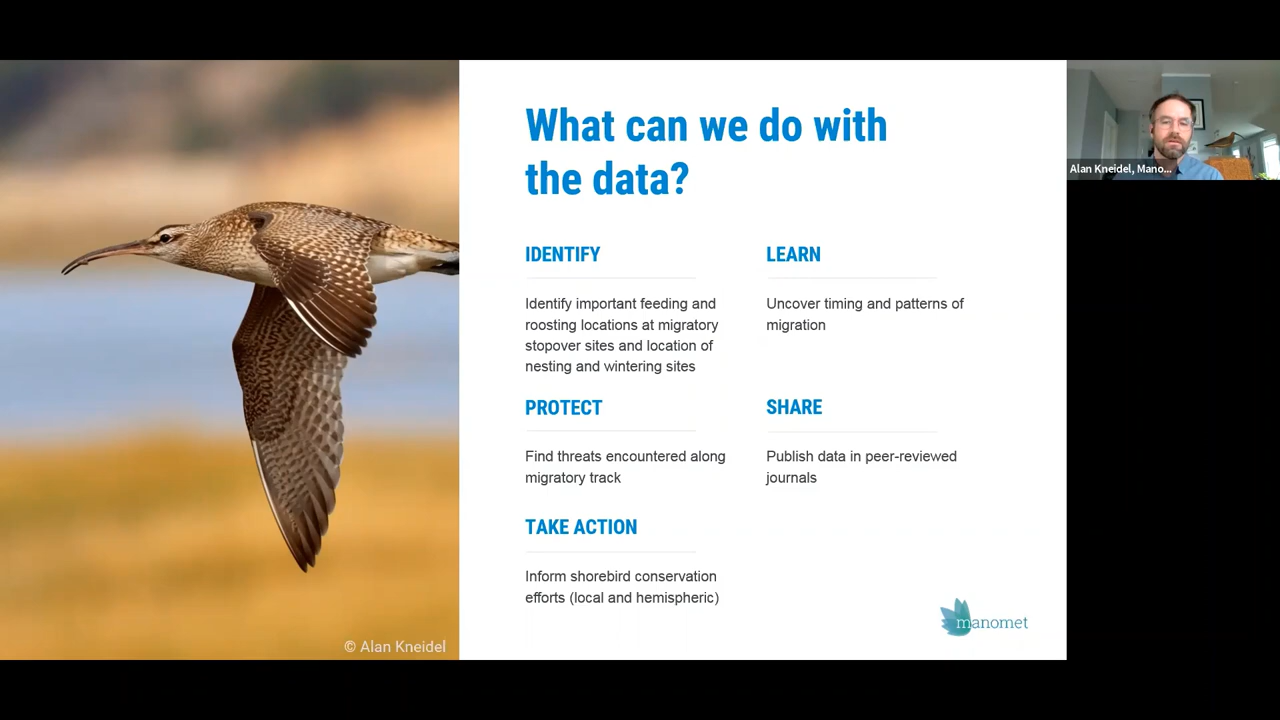 What can we do with
the data?
IDENTIFY
Identify important feeding and
roosting locations at migratory
stopover sites and location of
nesting and wintering sites
LEARN
Uncover timing and patterns of
migration
PROTECT
Find threats encountered along
migratory track
SHARE
Publish data in peer-reviewed
journals
TAKE ACTION
Inform shorebird conservation
efforts (local and hemispheric)
manomet
© Alan Kneidel
Alan Kneidel, Mano...